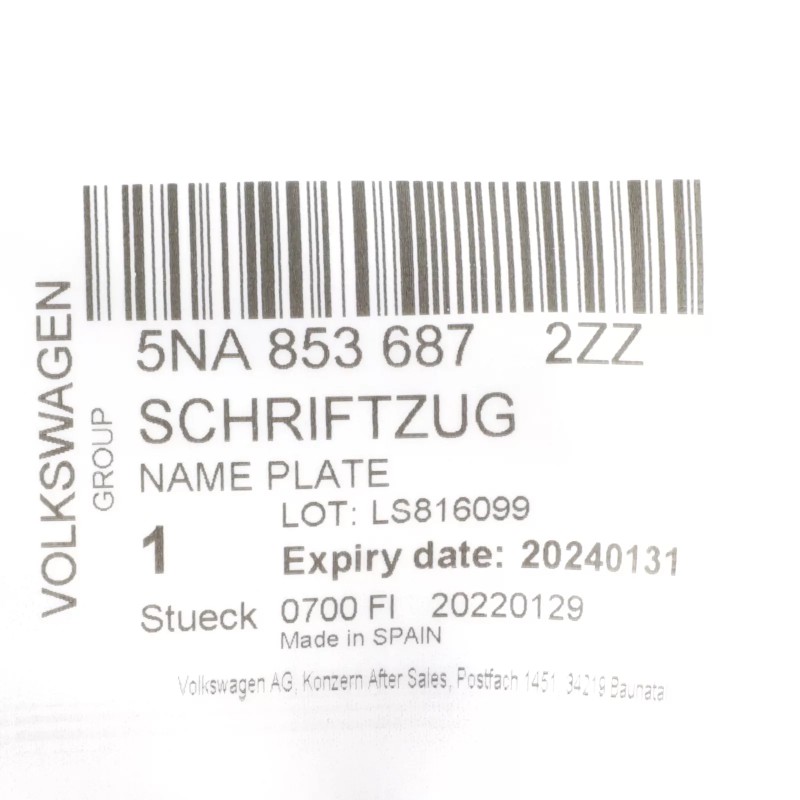 VOLKSWAGEN
GROUP
5NA 853 687 2ZZ
SCHRIFTZUG
NAME PLATE
LOT: LS816099
1 Expiry date: 20240131
Stueck 0700 FI 20220129
Made in SPAIN
Volkswagen AG, Konzern After Sales, Postfach 1451, 34219 Baunata